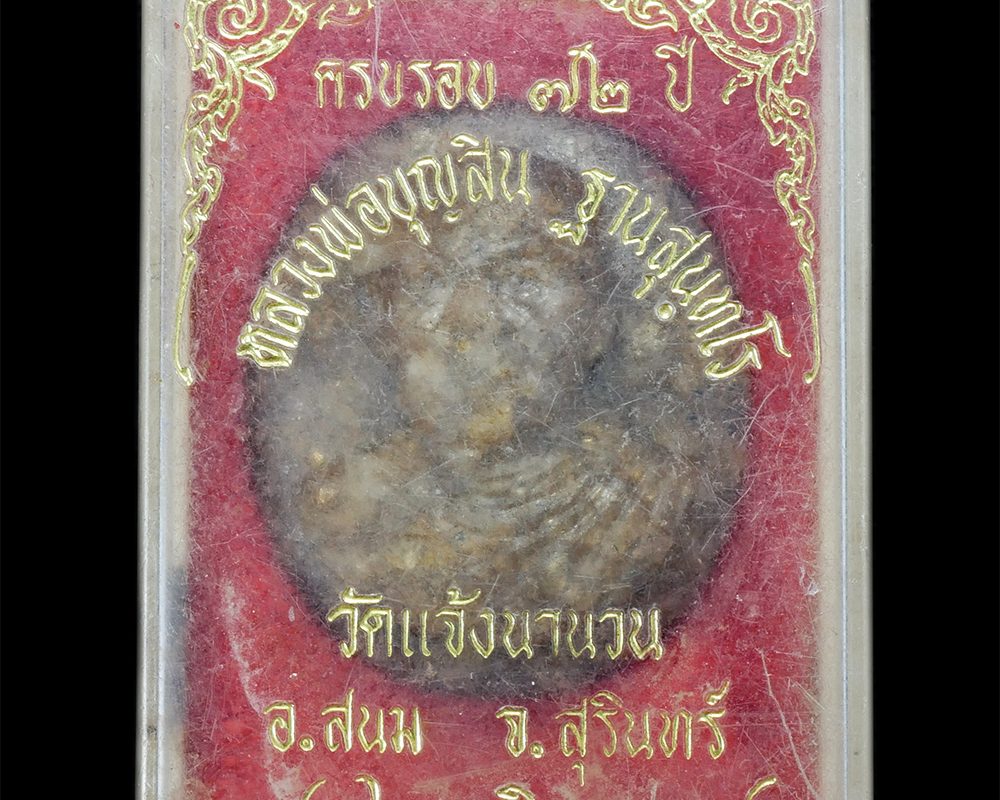 ครบรอบ ๗๒ ปี
หลวงพ่อบุญสิน ฐานสุนฺทโร
วัดแจ้งนานวน
อ.สนม จ.สุรินทร์